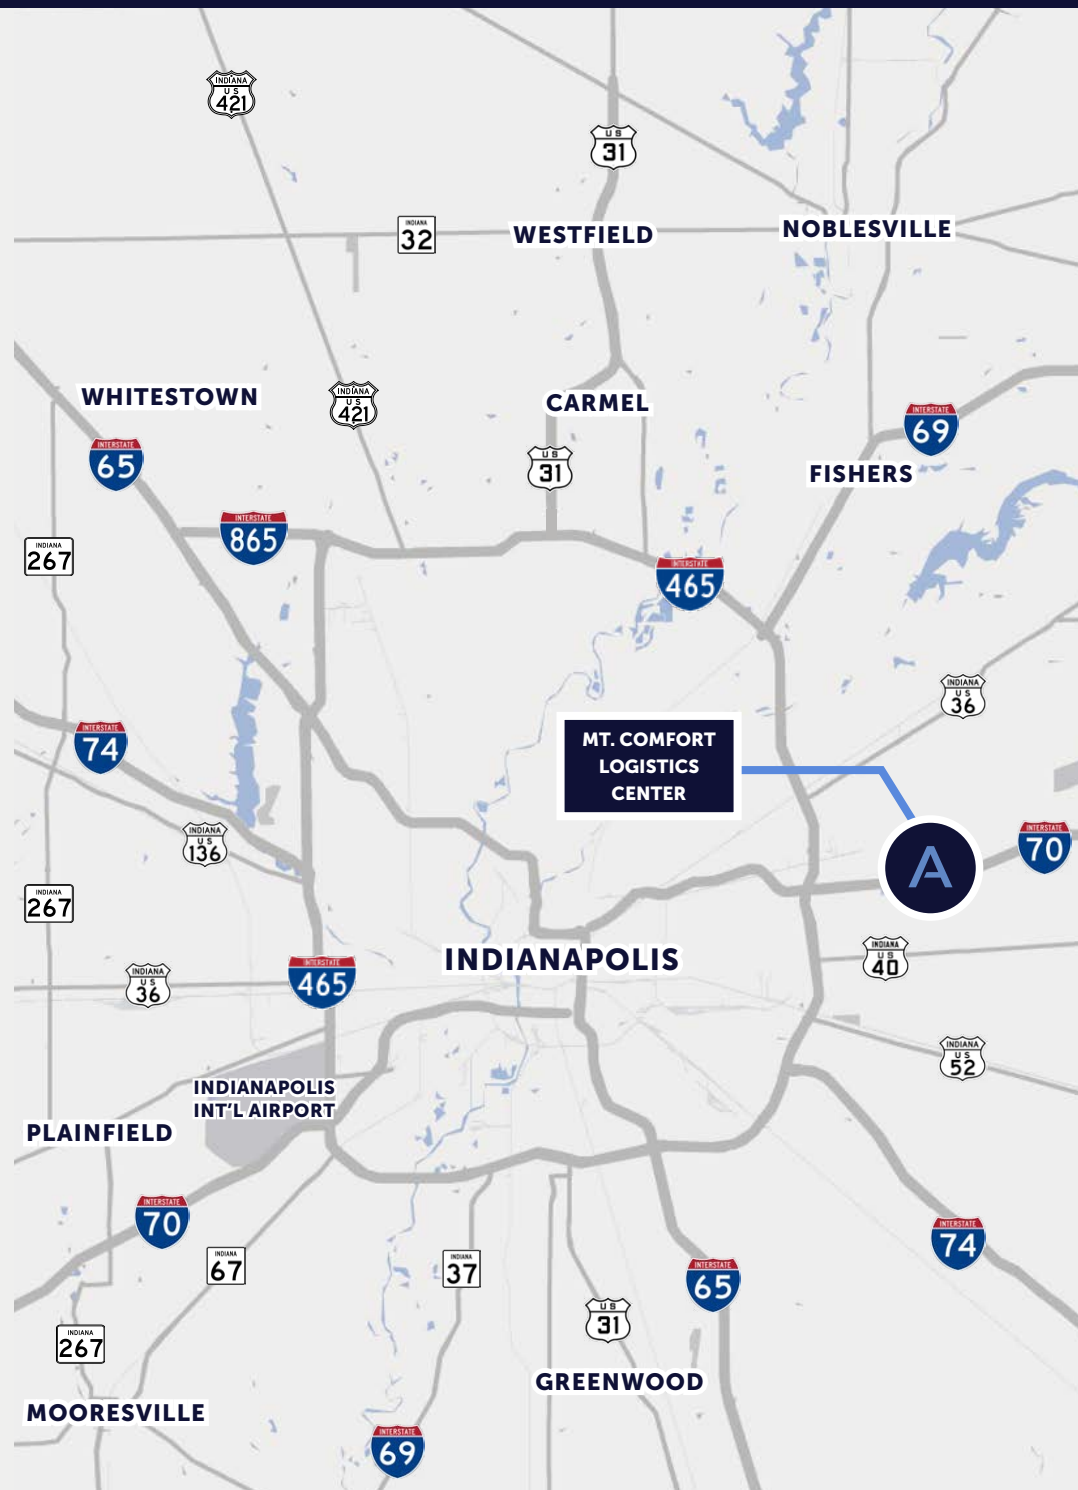 INDIANA
US
421
US
31
INDIANA
32
WESTFIELD
NOBLESVILLE
WHITESTOWN
INDIANA
US
421
CARMEL
INTERSTATE
69
INTERSTATE
65
US
31
FISHERS
INTERSTATE
865
INDIANA
267
INTERSTATE
465
INDIANA
US
36
INTERSTATE
74
MT. COMFORT
LOGISTICS
CENTER
INDIANA
US
136
INTERSTATE
70
A
INDIANA
267
INDIANAPOLIS
INDIANA
US
40
INTERSTATE
465
INDIANA
US
36
INDIANA
US
52
INDIANAPOLIS
INT'L AIRPORT
PLAINFIELD
INTERSTATE
70
INTERSTATE
74
INDIANA
67
INDIANA
37
INTERSTATE
65
US
31
INDIANA
267
GREENWOOD
MOORESVILLE
INTERSTATE
69